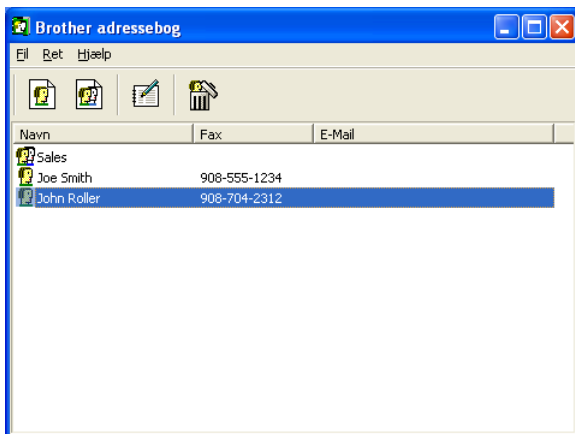 Brother adressebog
Fil Ret Hjælp
Navn Fax E-Mail
Sales
Joe Smith 908-555-1234
John Roller 908-704-2312